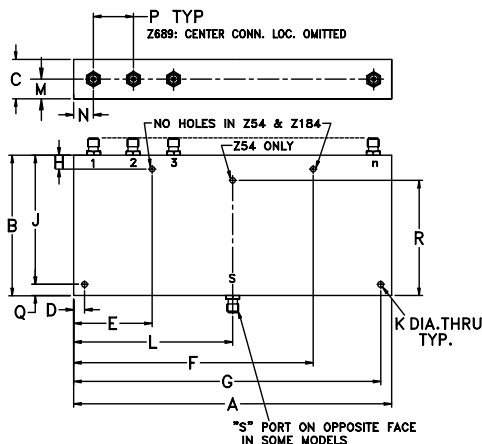 P TYP
Z689: CENTER CONN. LOC. OMITTED
C
M
N
NO HOLES IN Z54 & Z184
Z54 ONLY
1 2 3 n
H
J
B
R
S
Q
D
E
K DIA.THRU
TYP.
L
F
G
A
"S" PORT ON OPPOSITE FACE
IN SOME MODELS